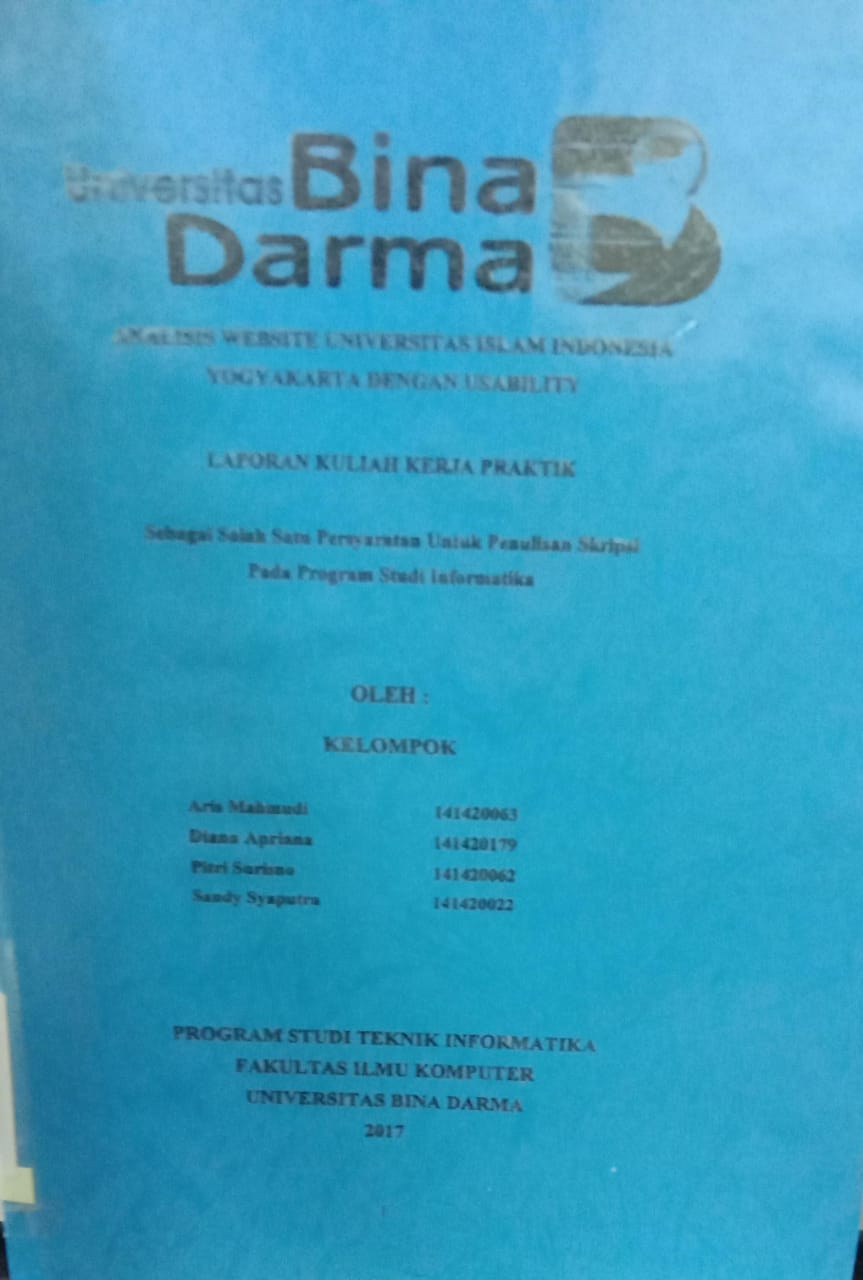 Universitas Bina
Darma
ANALISIS WEBSITE UNIVERSITAS ISLAM INDONESIA
YOGYAKARTA DENGAN USABILITY
LAPORAN KULIAH KERJA PRAKTIK
Sebagai Salah Satu Persyaratan Untuk Penulisan Skripsi
Pada Program Studi Informatika
OLEH :
KELOMPOK
Aris Mahmudi 141420063
Diana Apriana 141420179
Pitri Surisno 141420062
Sandy Syaputra 141420022
PROGRAM STUDI TEKNIK INFORMATIKA
FAKULTAS ILMU KOMPUTER
UNIVERSITAS BINA DARMA
2017